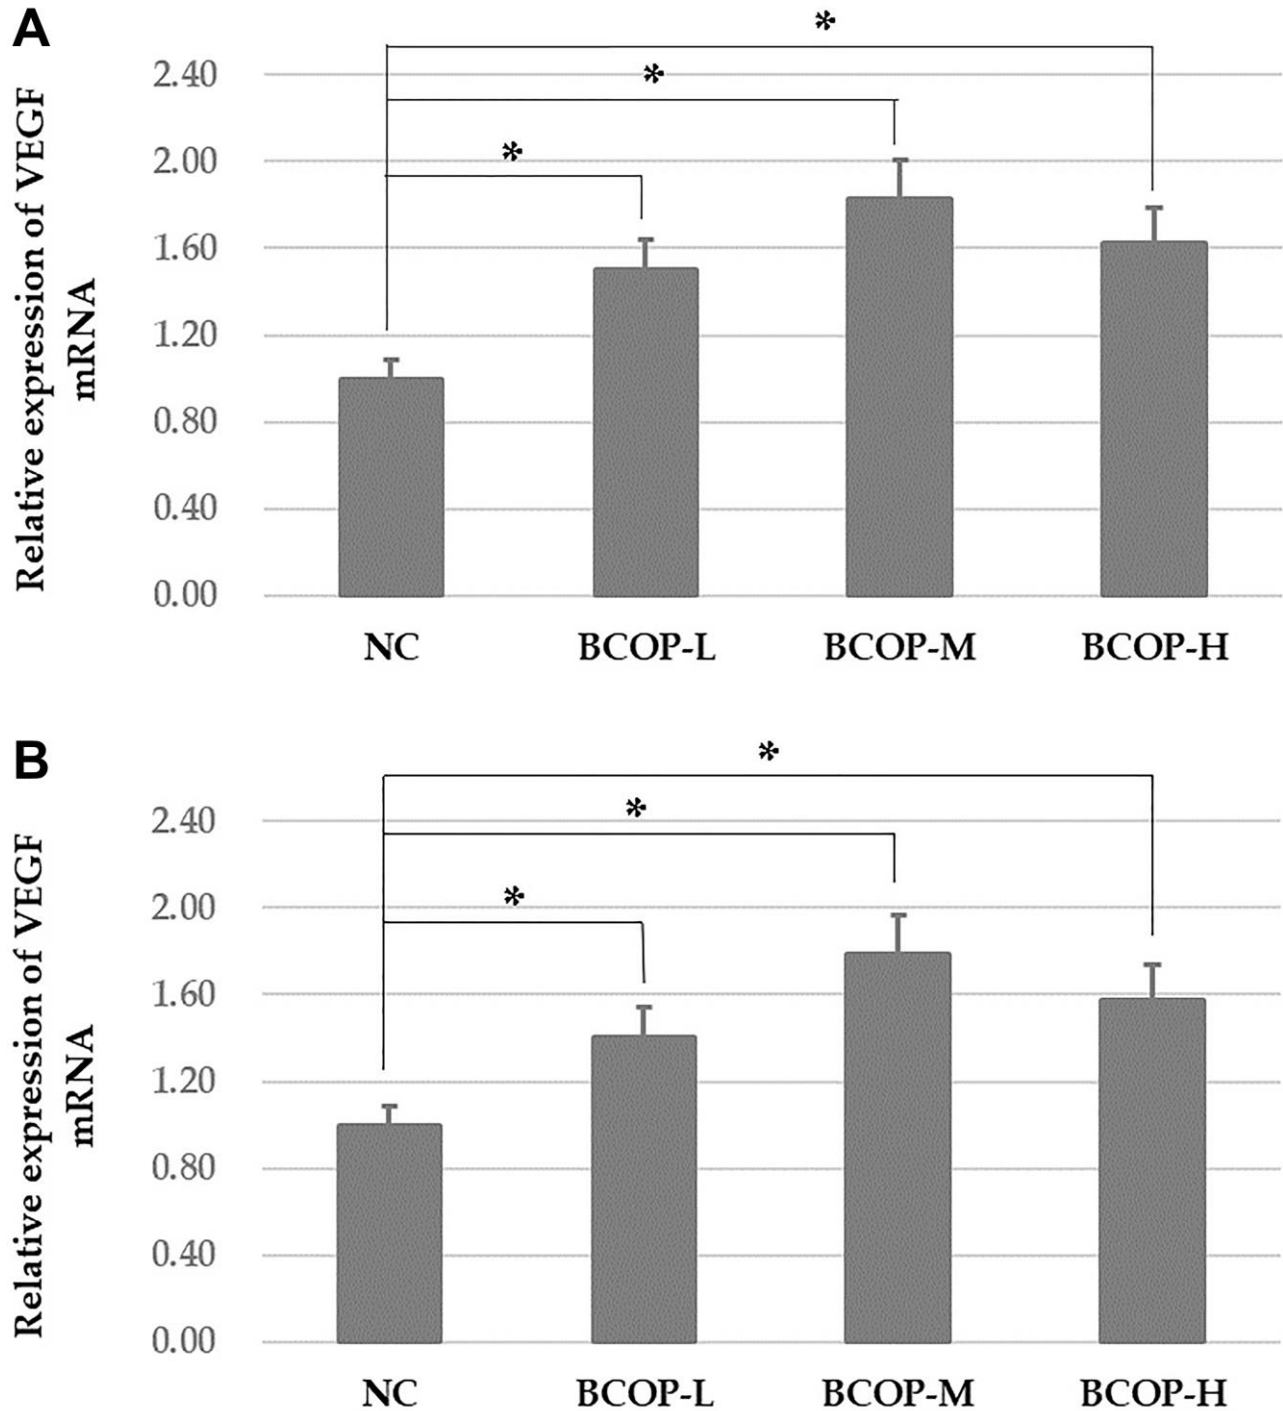 A
*
*
*
Relative expression of VEGF
mRNA
2.40
2.00
1.60
1.20
0.80
0.40
0.00
NC BCOP-L BCOP-M BCOP-H
B
*
*
*
Relative expression of VEGF
mRNA
2.40
2.00
1.60
1.20
0.80
0.40
0.00
NC BCOP-L BCOP-M BCOP-H